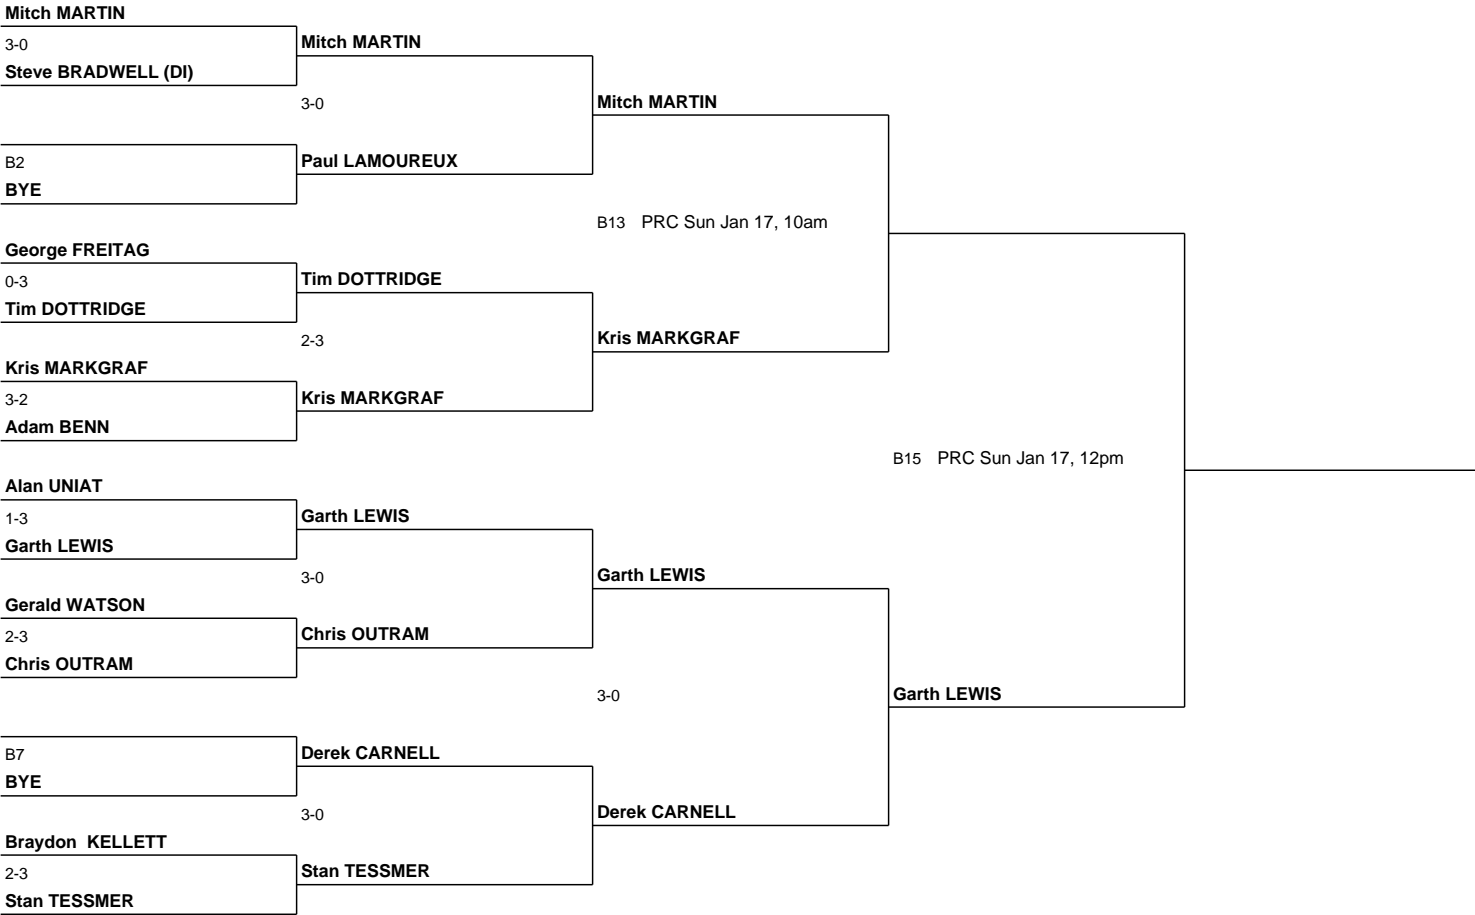 Mitch MARTIN
3-0
Steve BRADWELL (DI)
B2
BYE
George FREITAG
0-3
Tim DOTTRIDGE
Kris MARKGRAF
3-2
Adam BENN
Alan UNIAT
1-3
Garth LEWIS
Gerald WATSON
2-3
Chris OUTRAM
B7
BYE
Braydon  KELLETT
2-3
Stan TESSMER
Mitch MARTIN
3-0
Paul LAMOUREUX
Tim DOTTRIDGE
2-3
Kris MARKGRAF
Garth LEWIS
3-0
Chris OUTRAM
Derek CARNELL
3-0
Stan TESSMER
Mitch MARTIN
B13 PRC Sun Jan 17, 10am
Kris MARKGRAF
Garth LEWIS
3-0
Derek CARNELL
B15 PRC Sun Jan 17, 12pm
Garth LEWIS